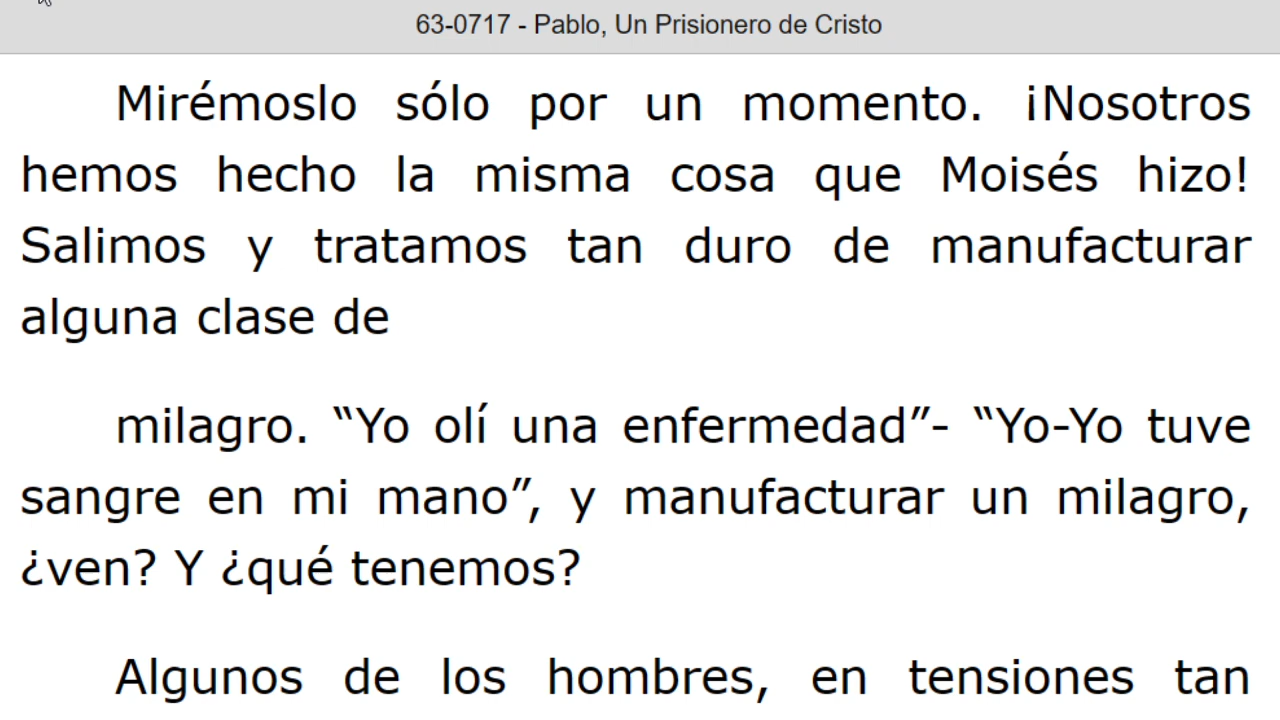 63-0717 - Pablo, Un Prisionero de Cristo
Mirémoslo sólo por un momento. ¡Nosotros
hemos hecho la misma cosa que Moisés hizo!
Salimos y tratamos tan duro de manufacturar
alguna clase de
milagro. “Yo olí una enfermedad”- “Yo-Yo tuve
sangre en mi mano”, y manufacturar un milagro,
¿ven? Y ¿qué tenemos?
Algunos de los hombres, en tensiones tan